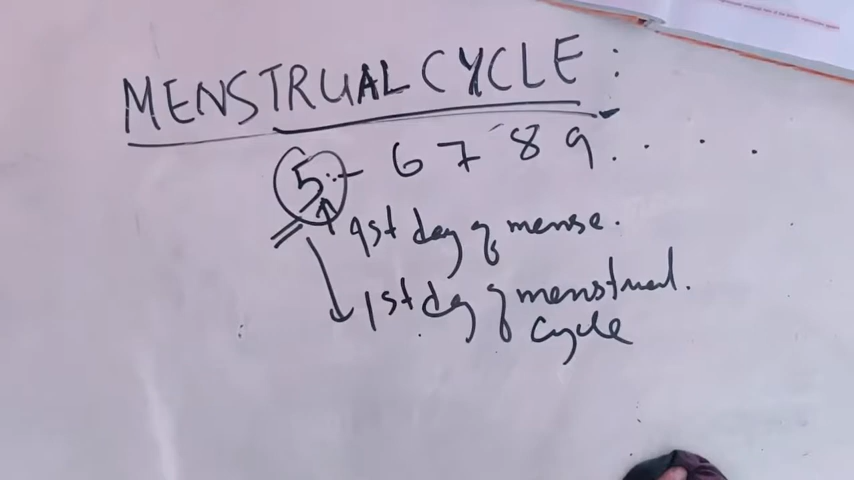 MENSTRUAL CYCLE :
5 :- 6 7 8 9 . . . .
1st day of mense.
1st day of menstrual.
cycle